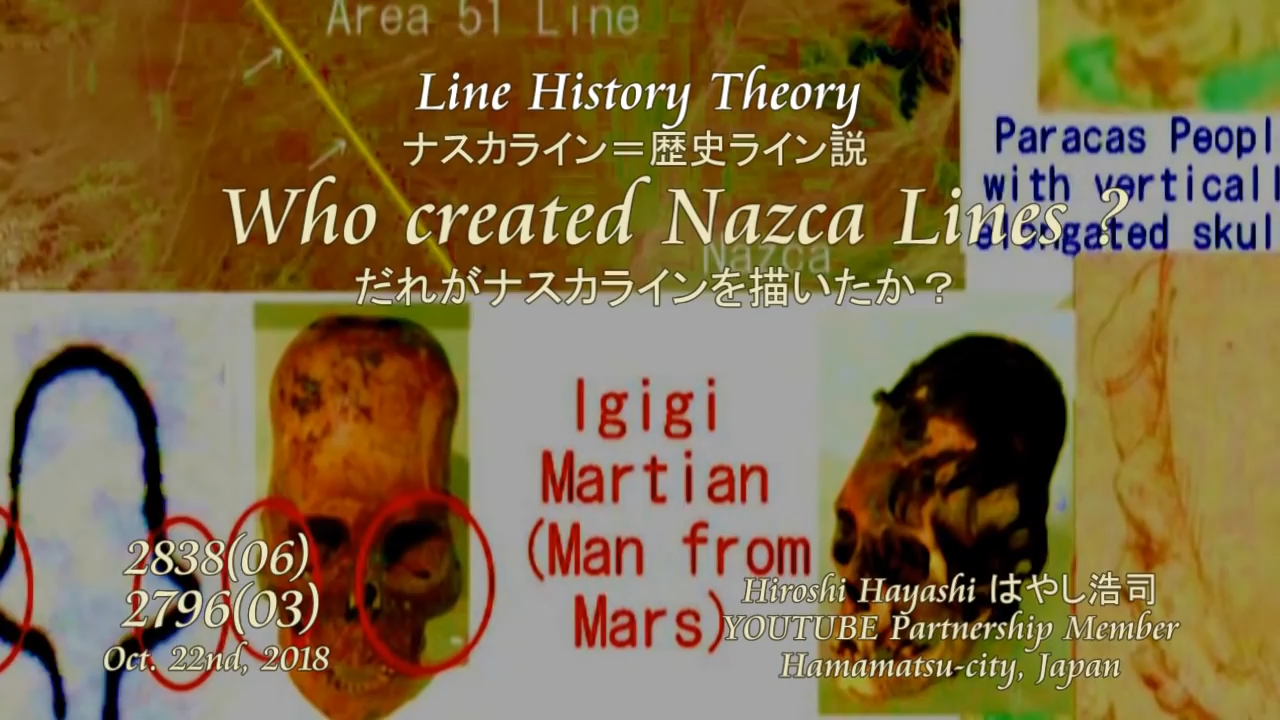 Area 51 Line
Line History Theory
ナスカライン＝歴史ライン説
Who created Nazca Lines ?
Nazca
だれがナスカラインを描いたか？
Paracas Peopl
with verticall
elongated skul
Igigi
Martian
(Man from
Mars)
2838(06)
2796(03)
Oct. 22nd, 2018
Hiroshi Hayashi はやし浩司
YOUTUBE Partnership Member
Hamamatsu-city, Japan